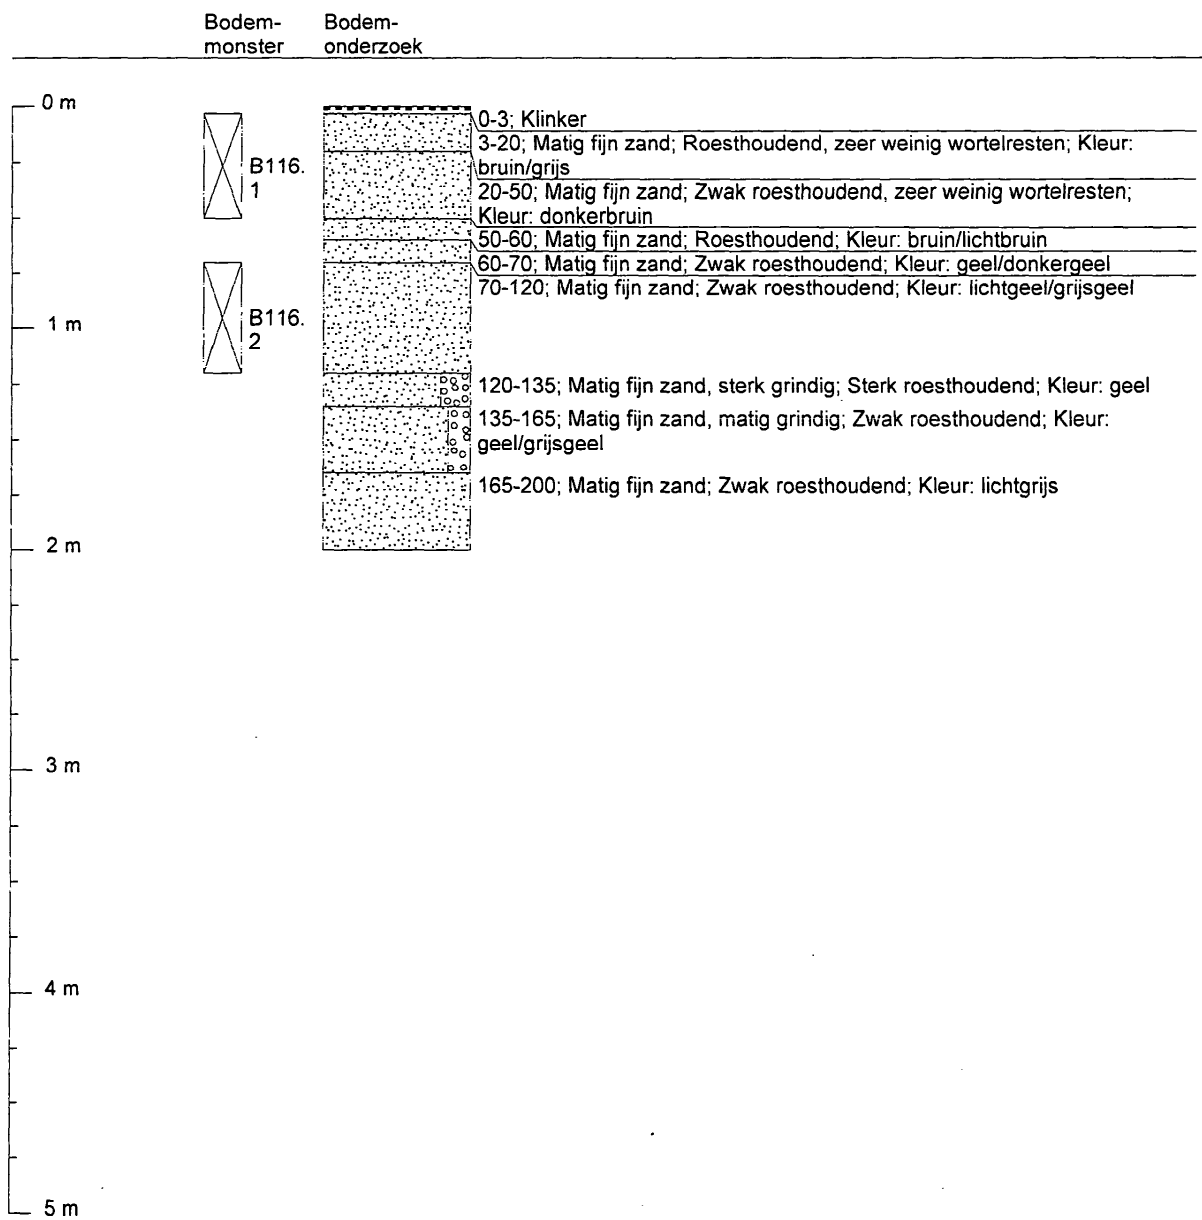 Bodem-
monster
Bodem-
onderzoek
0 m
0-3; Klinker
3-20; Matig fijn zand; Roesthoudend, zeer weinig wortelresten; Kleur:
bruin/grijs
B116.
1
20-50; Matig fijn zand; Zwak roesthoudend, zeer weinig wortelresten;
Kleur: donkerbruin
50-60; Matig fijn zand; Roesthoudend; Kleur: bruin/lichtbruin
60-70; Matig fijn zand; Zwak roesthoudend; Kleur: geel/donkergeel
70-120; Matig fijn zand; Zwak roesthoudend; Kleur: lichtgeel/grijsgeel
1 m
B116.
2
120-135; Matig fijn zand, sterk grindig; Sterk roesthoudend; Kleur: geel
135-165; Matig fijn zand, matig grindig; Zwak roesthoudend; Kleur:
geel/grijsgeel
165-200; Matig fijn zand; Zwak roesthoudend; Kleur: lichtgrijs
2 m
3 m
4 m
5 m